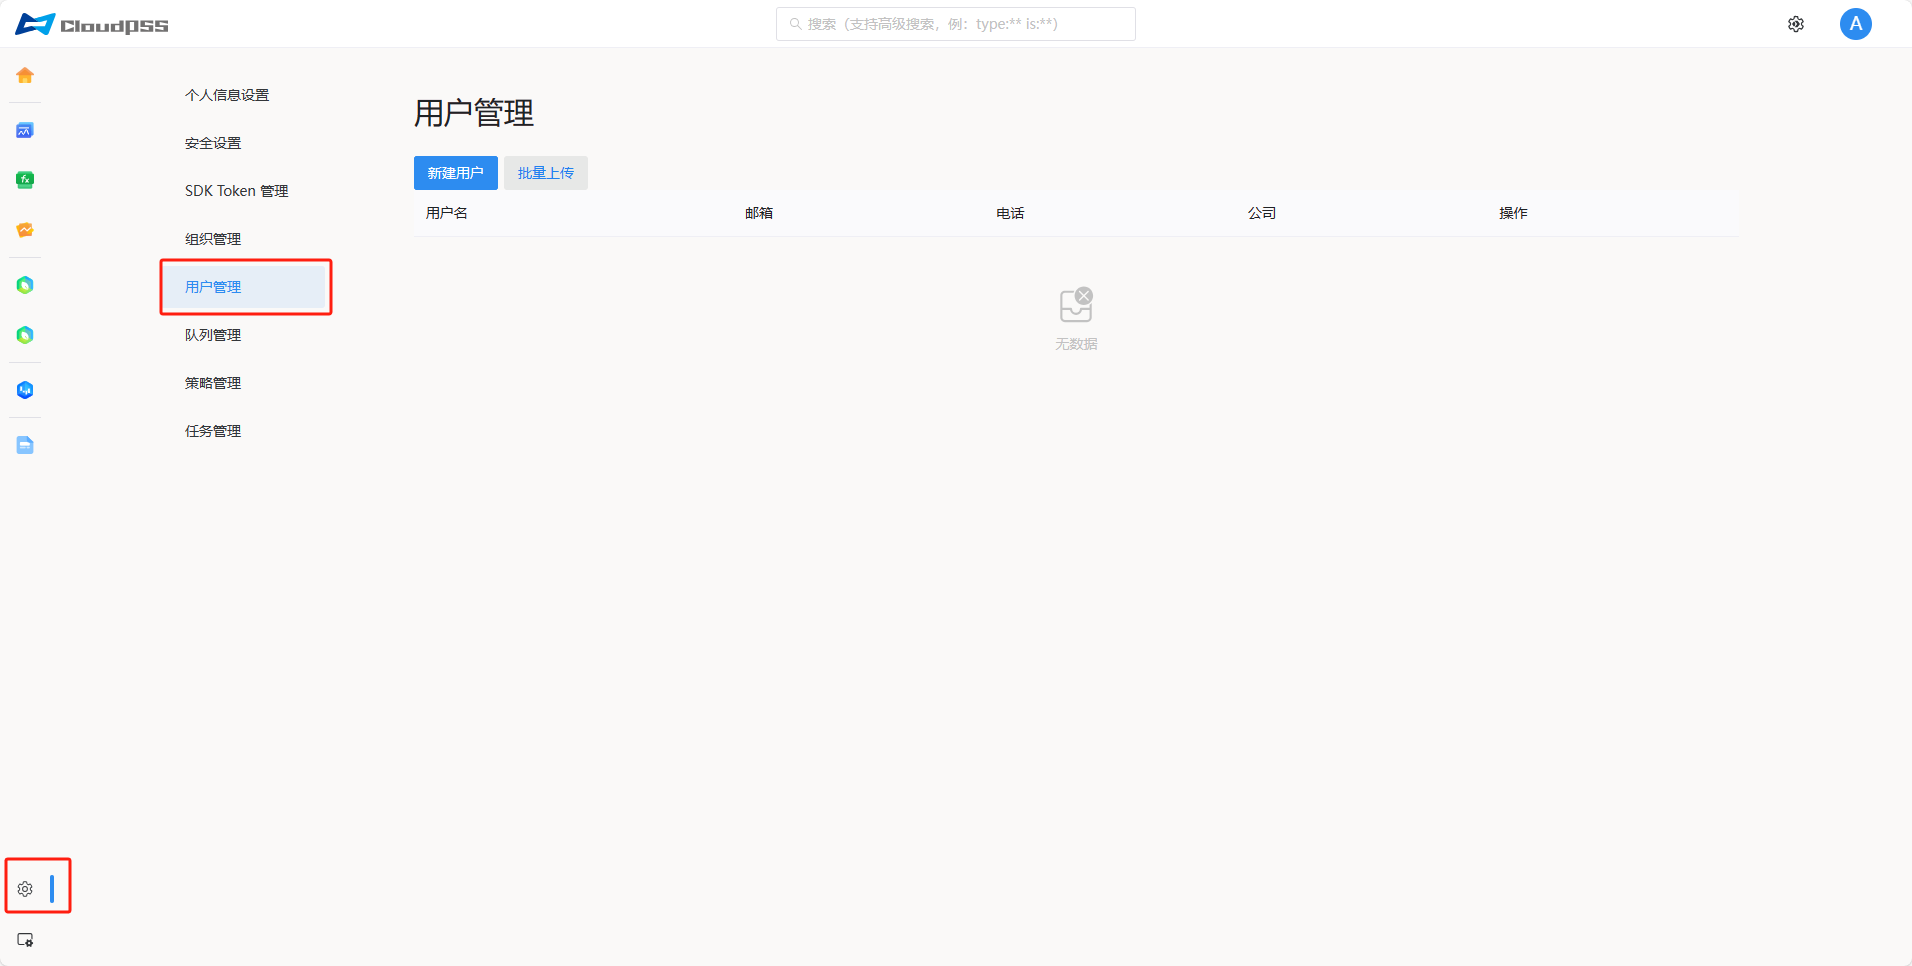 CloudPSS
搜索（支持高级搜索，例：type:** is:**）
A
个人信息设置
安全设置
SDK Token 管理
组织管理
用户管理
队列管理
策略管理
任务管理
用户管理
新建用户
批量上传
用户名 邮箱 电话 公司 操作
无数据